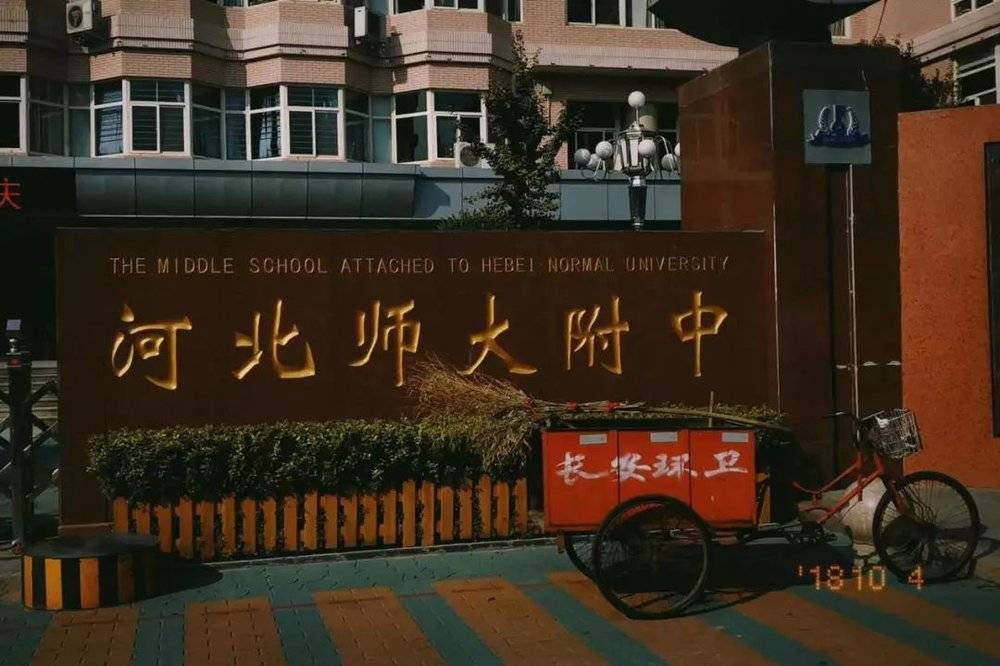 庆
THE MIDDLE SCHOOL ATTACHED TO HEBEI NORMAL UNIVERSITY
河北师大附中
长安环卫
'18 10 4